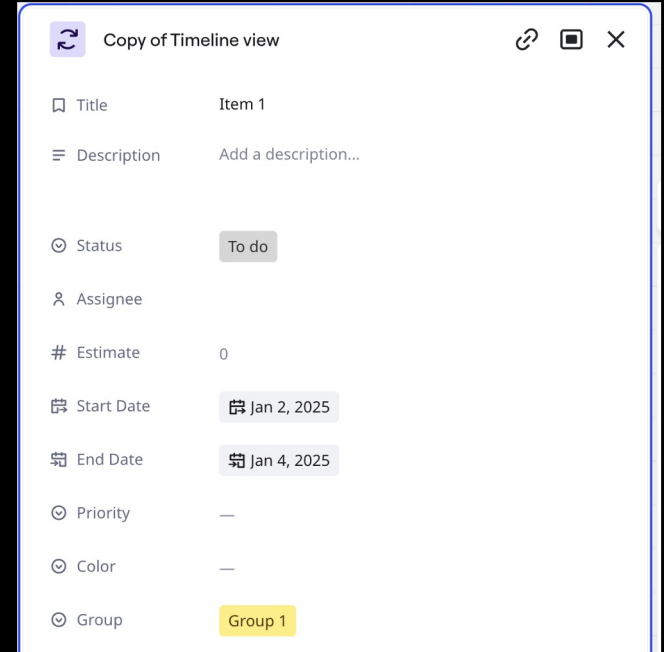 Copy of Timeline view
Title Item 1
Description Add a description...
Status To do
Assignee
Estimate 0
Start Date Jan 2, 2025
End Date Jan 4, 2025
Priority —
Color —
Group Group 1